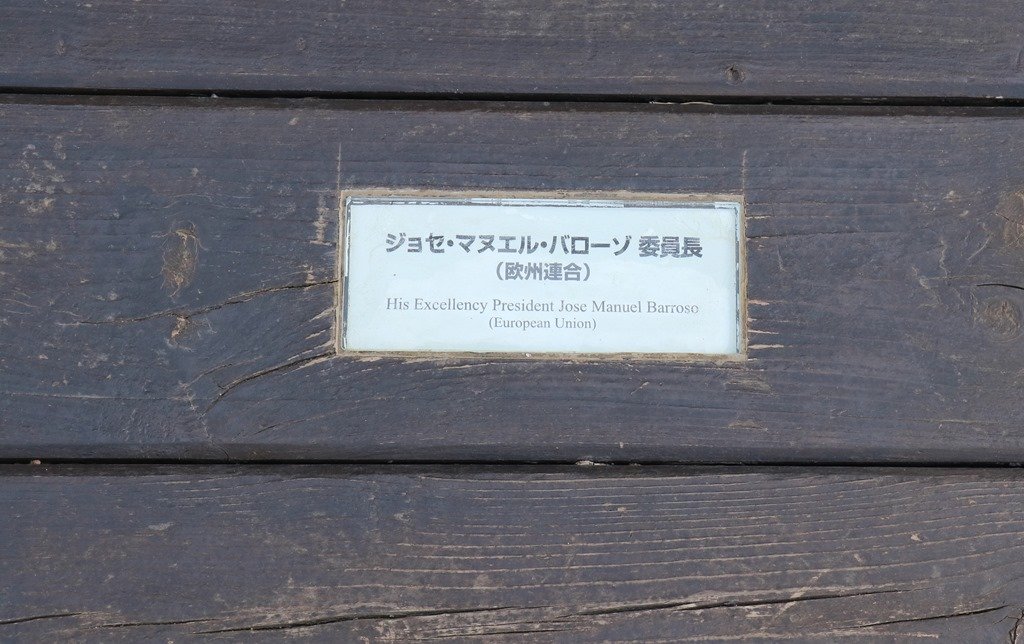 ジョセ・マヌエル・バローゾ 委員長
（欧州連合）
His Excellency President Jose Manuel Barroso
(European Union)